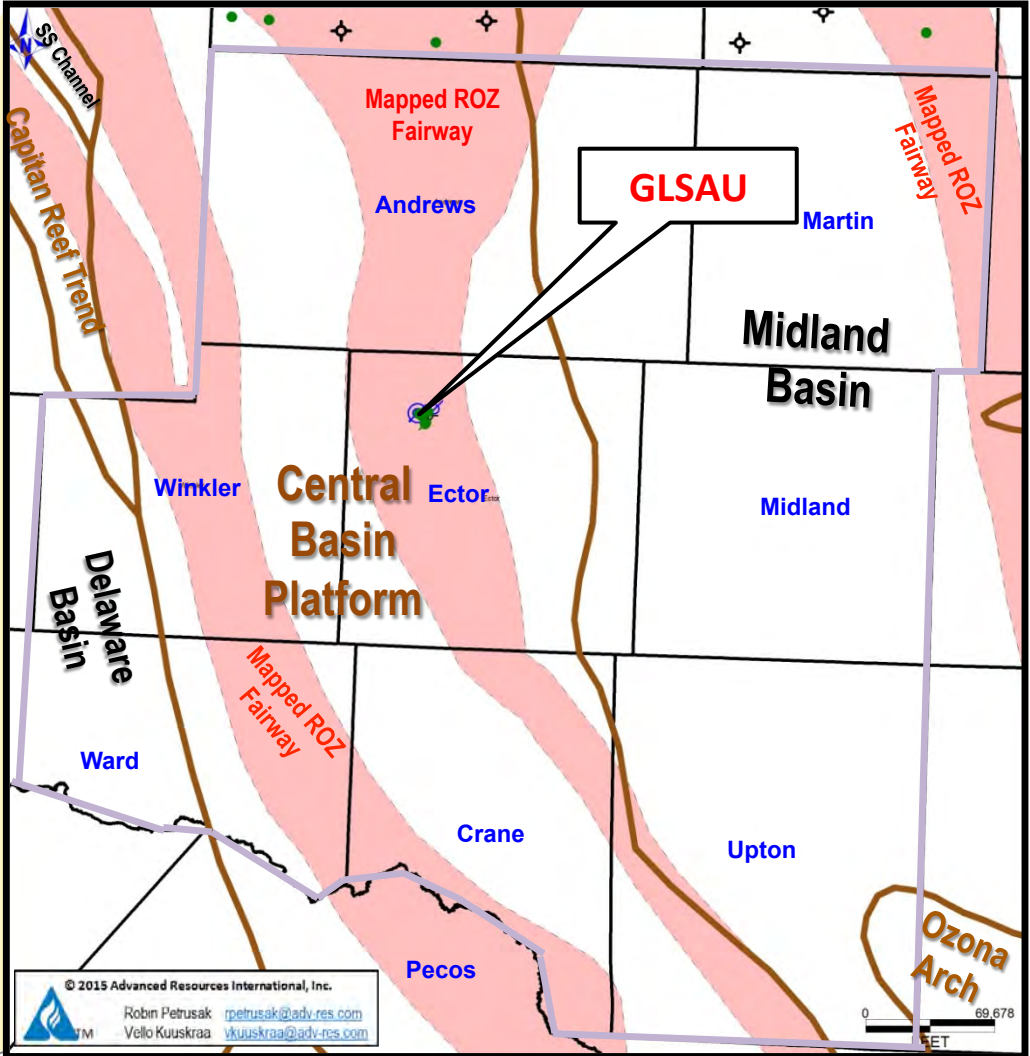 N
SS Channel
Capitan Reef Trend
Mapped ROZ
Fairway
Mapped ROZ
Fairway
GLSAU
Andrews
Martin
Midland
Basin
Winkler
Central
Basin
Platform
Ector
Midland
Delaware
Basin
Mapped ROZ
Fairway
Ward
Crane
Upton
Pecos
Ozona
Arch
© 2015 Advanced Resources International, Inc.
Robin Petrusak rpetrusak@adv-res.com
Vello Kuuskraa vkuuskraa@adv-res.com
TM
0 69,678
FEET